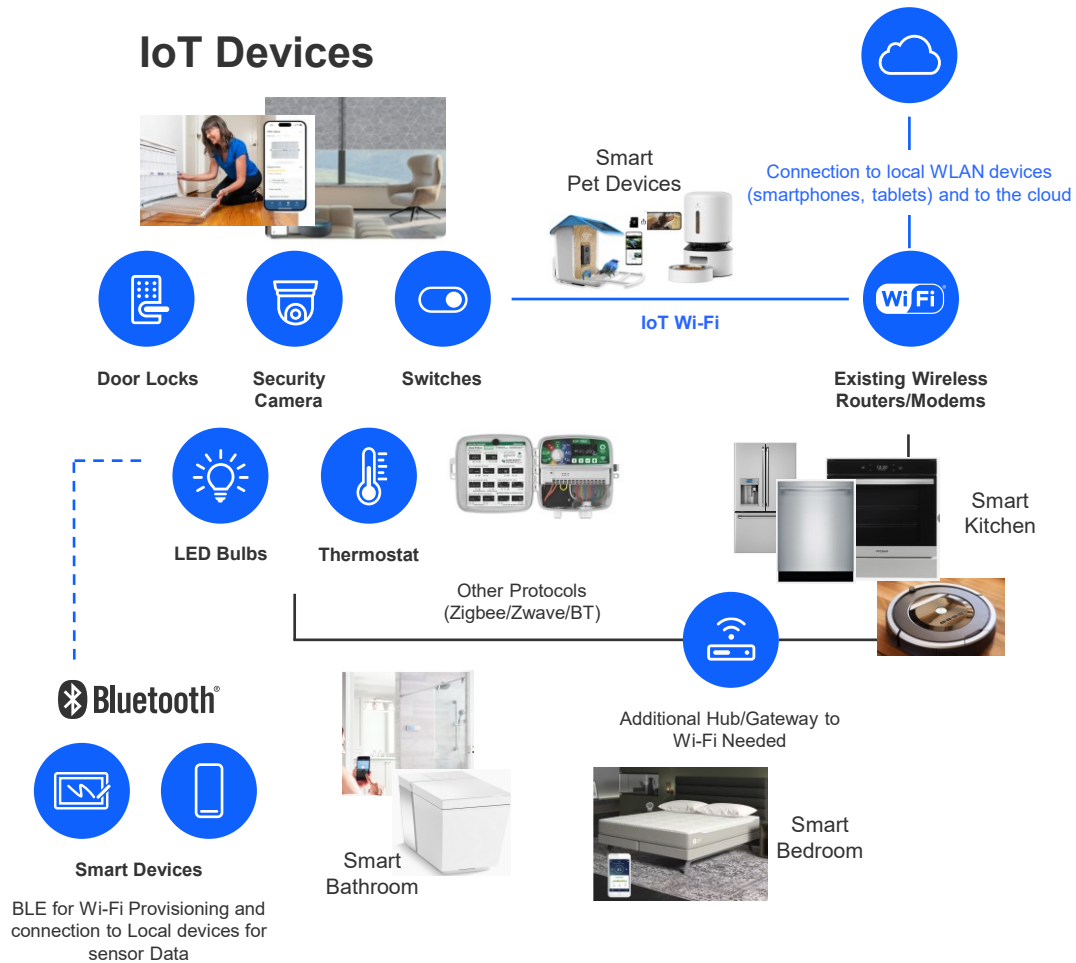 IoT Devices
Smart
Pet Devices
Connection to local WLAN devices
(smartphones, tablets) and to the cloud
Wi Fi
IoT Wi-Fi
Door Locks
Security
Camera
Switches
Existing Wireless
Routers/Modems
LED Bulbs
Thermostat
Smart
Kitchen
Other Protocols
(Zigbee/Zwave/BT)
Bluetooth®
Additional Hub/Gateway to
Wi-Fi Needed
Smart Devices
Smart
Bathroom
Smart
Bedroom
BLE for Wi-Fi Provisioning and
connection to Local devices for
sensor Data